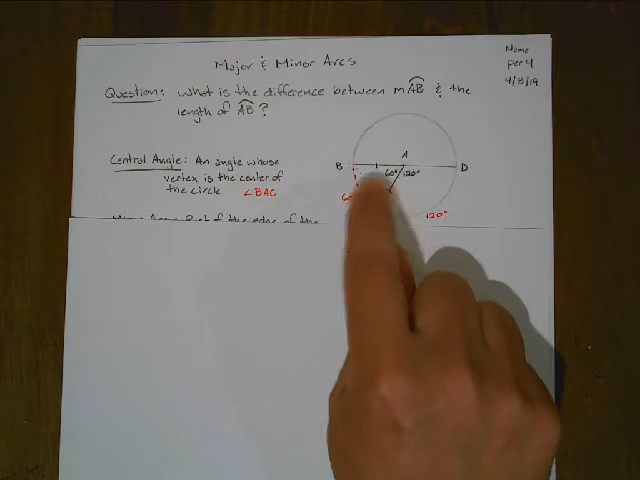 Major & Minor Arcs
Name
per 4
4/8/19
Question: What is the difference between mAB & the
length of AB?
Central Angle: An angle whose
vertex is the center of
the circle ∠BAC
B
A
D
60° 120°
120°